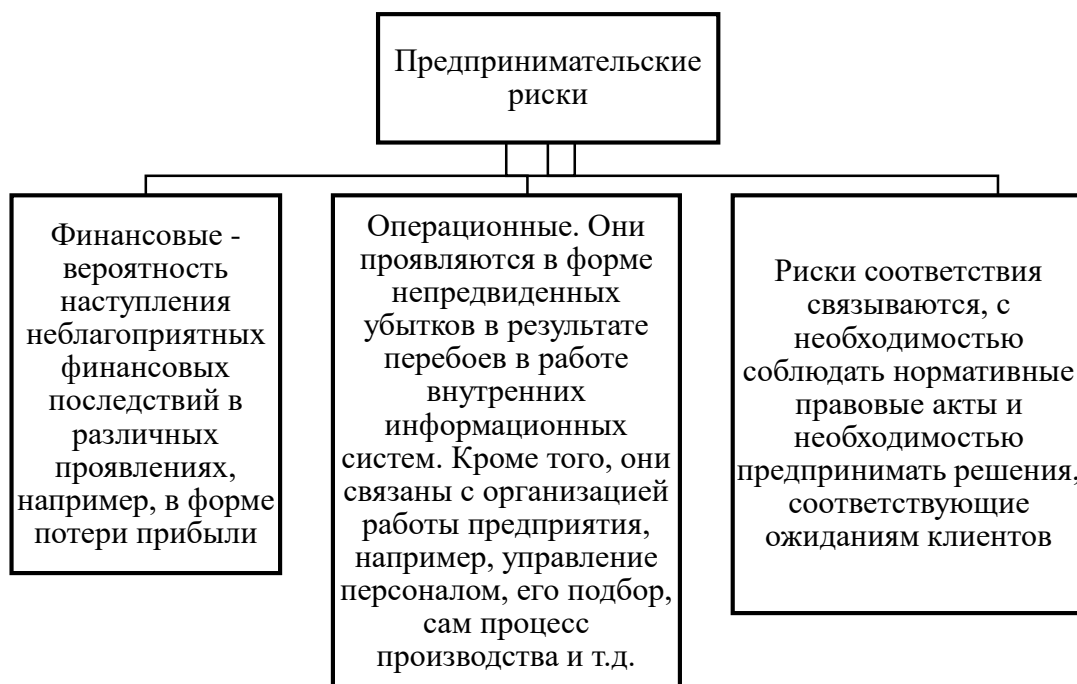 Предпринимательские
риски
Финансовые -
вероятность
наступления
неблагоприятных
финансовых
последствий в
различных
проявлениях,
например, в форме
потери прибыли
Операционные. Они
проявляются в форме
непредвиденных
убытков в результате
перебоев в работе
внутренних
информационных
систем. Кроме того, они
связаны с организацией
работы предприятия,
например, управление
персоналом, его подбор,
сам процесс
производства и т.д.
Риски соответствия
связываются, с
необходимостью
соблюдать нормативные
правовые акты и
необходимостью
предпринимать решения,
соответствующие
ожиданиям клиентов